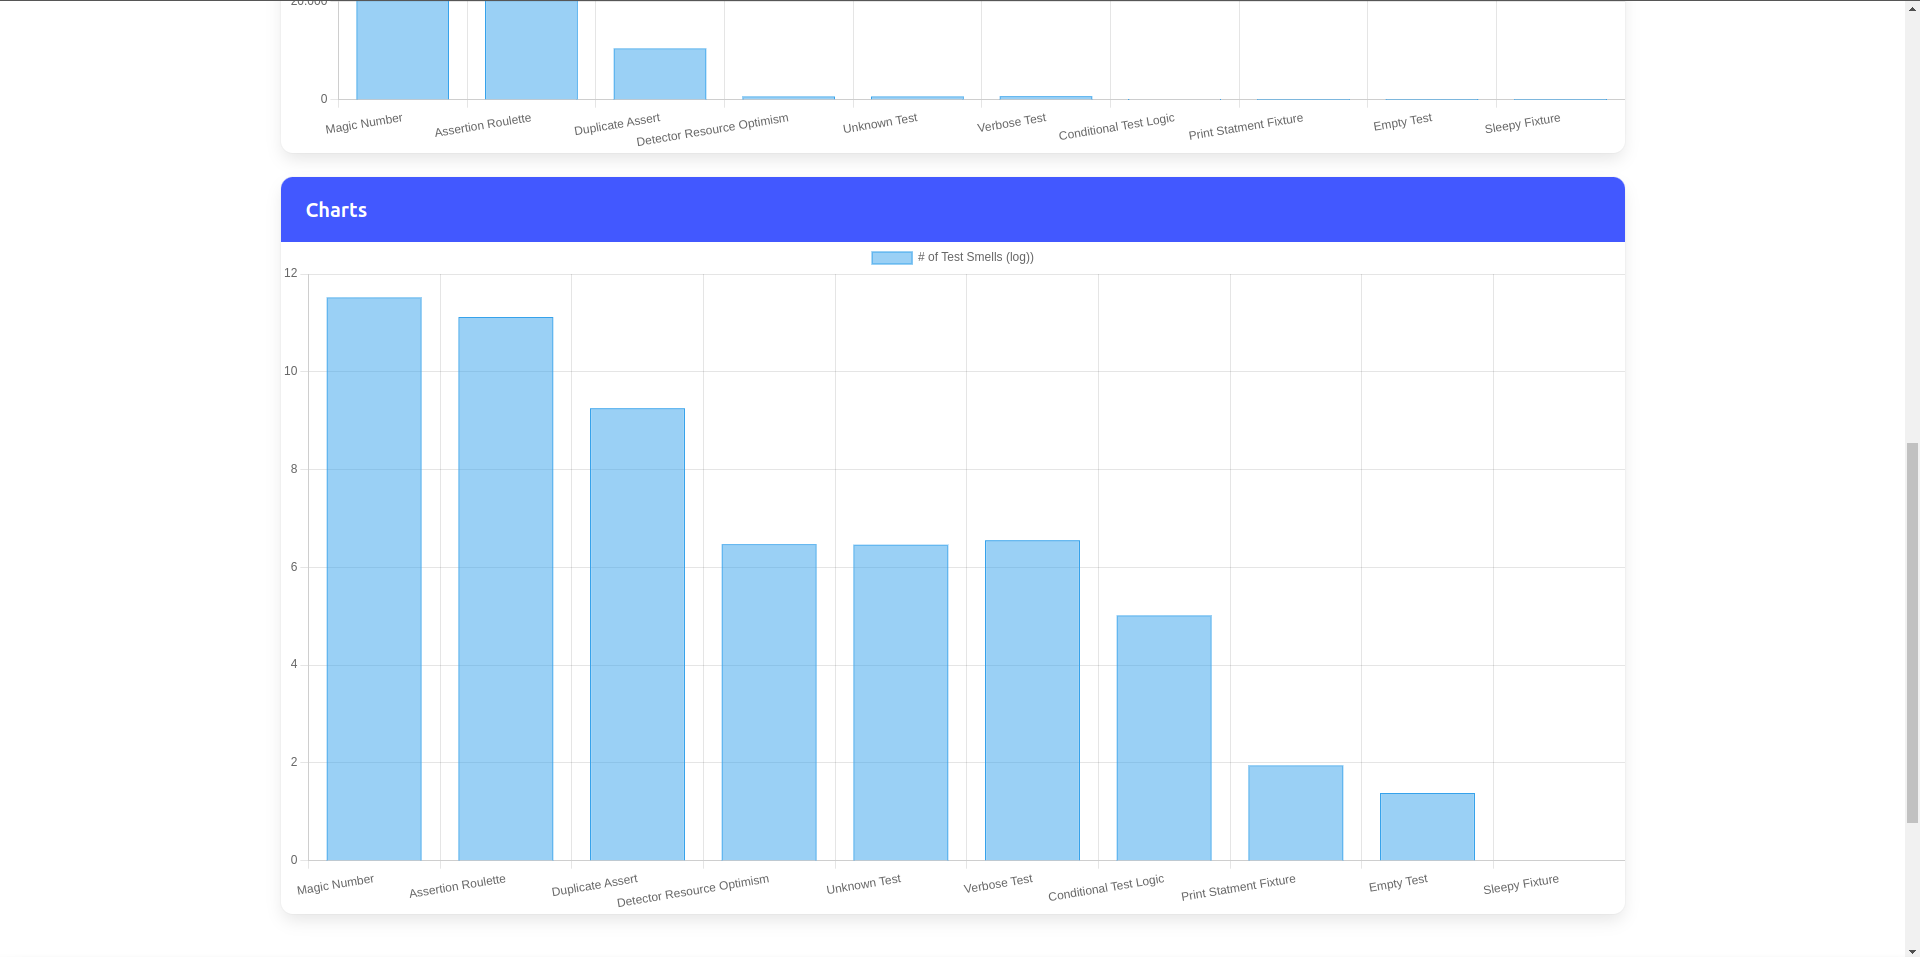 20.000
0
Magic Number
Assertion Roulette
Duplicate Assert
Detector Resource Optimism
Unknown Test
Verbose Test
Conditional Test Logic
Print Statment Fixture
Empty Test
Sleepy Fixture
Charts
# of Test Smells (log))
12
10
8
6
4
2
0
Magic Number
Assertion Roulette
Duplicate Assert
Detector Resource Optimism
Unknown Test
Verbose Test
Conditional Test Logic
Print Statment Fixture
Empty Test
Sleepy Fixture